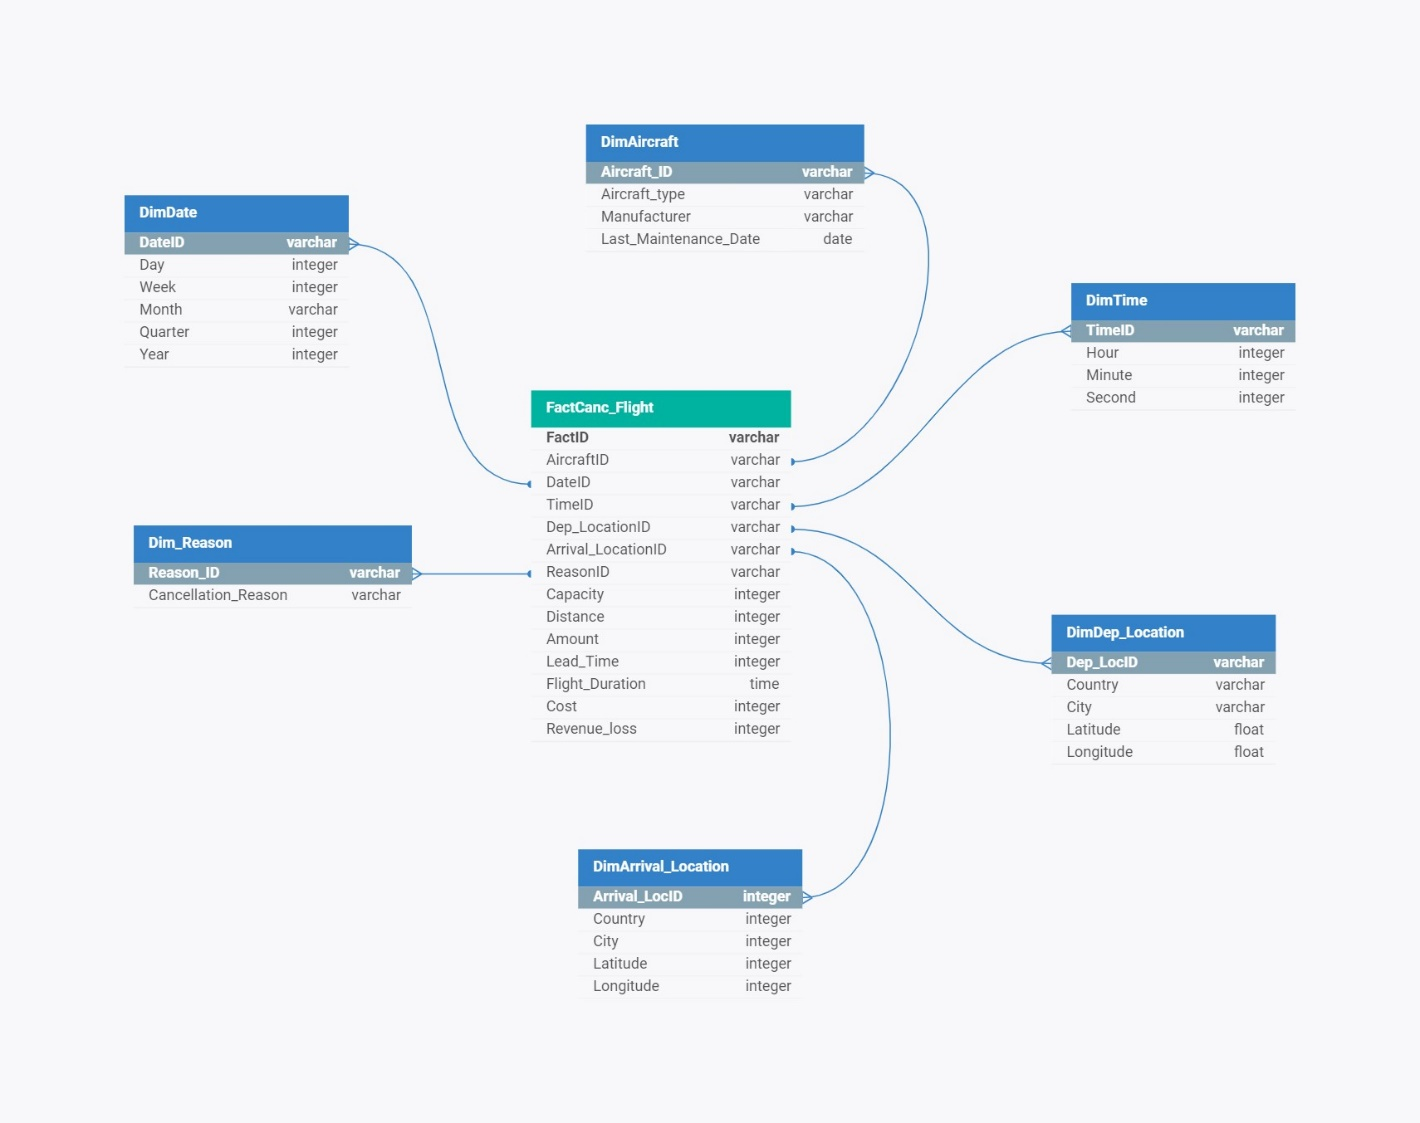 DimAircraft
Aircraft_ID varchar
Aircraft_type varchar
Manufacturer varchar
Last_Maintenance_Date date
DimDate
DateID varchar
Day integer
Week integer
Month varchar
Quarter integer
Year integer
DimTime
TimeID varchar
Hour integer
Minute integer
Second integer
FactCanc_Flight
FactID varchar
AircraftID varchar
DateID varchar
TimeID varchar
Dep_LocationID varchar
Arrival_LocationID varchar
ReasonID varchar
Capacity integer
Distance integer
Amount integer
Lead_Time integer
Flight_Duration time
Cost integer
Revenue_loss integer
Dim_Reason
Reason_ID varchar
Cancellation_Reason varchar
DimDep_Location
Dep_LocID varchar
Country varchar
City varchar
Latitude float
Longitude float
DimArrival_Location
Arrival_LocID integer
Country integer
City integer
Latitude integer
Longitude integer